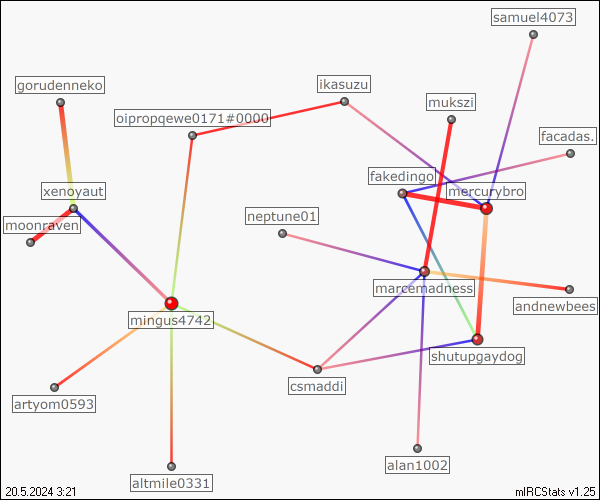 samuel4073
gorudenneko
ikasuzu
mukszi
oipropqewe0171#0000
facadas.
fakedingo
xenoyaut
mercurybro
moonraven
neptune01
marcemadness
andnewbees
mingus4742
shutupgaydog
csmaddi
artyom0593
alan1002
altmile0331
20.5.2024 3:21
mIRCStats v1.25